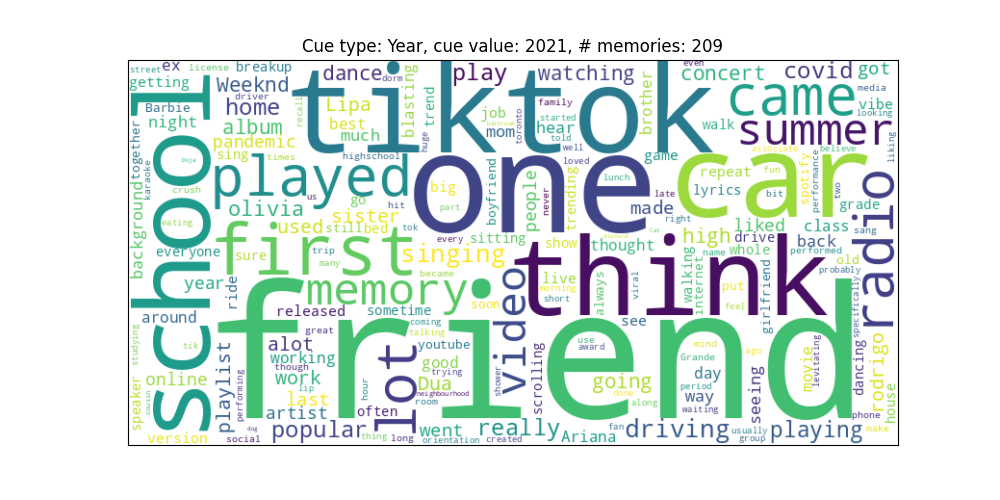 Cue type: Year, cue value: 2021, # memories: 209
street license breakup even
ex dance dorm play watching concert covid got
getting Weeknd driver tiktok came media
Barbie home recall Lipa blasting trend job family brother vibe
night album best much huge mom toronto started hear told walk summer looking
together pandemic well believe liking
karaoke sing times highschool loved game associate fun
school Doja us played hit big boyfriend people never trending lunch repeat car spotify performance two
crush go part one late lyrics bit grade
eating olivia sister made right liked class sang radio
background used still bed tok every sitting show thought high drive back
everyone sure first trip singing walking internet name whole performed old
year ride many memory became soon live always put probably
morning think girlfriend feel specifically
released sometime video short viral
around great coming talking see
studying tik alot friend lot youtube use award mind ego movie levitating dancing rodrigo
playlist though working good trying scrolling Grande day
online performing work lip hour Dua neighbourhood shower going period seeing house
speaker cousin last room done along way waiting phone
artist often
dog popular thing went really fan driving usually playing make
version social long orientation created Ariana group